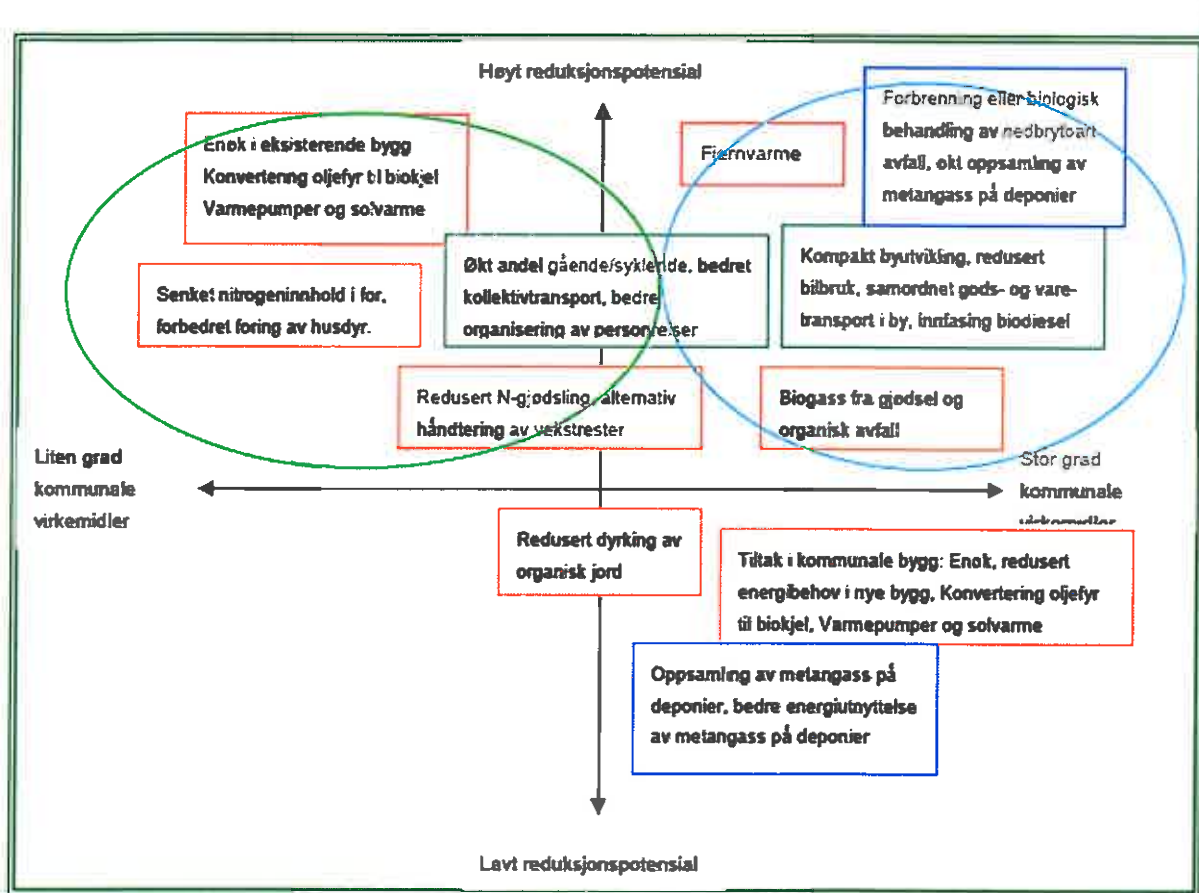 Høyt reduksjonspotensial
Enøk i eksisterende bygg
Konvertering oljefyr til biokjel
Varmepumper og solvarme
Fjernvarme
Forbrenning eller biologisk
behandling av nedbrytbart
avfall, økt oppsamling av
metangass på deponier
Senket nitrogeninnhold i for,
forbedret foring av husdyr.
Økt andel gående/syklende, bedret
kollektivtransport, bedre
organisering av personreiser
Kompakt byutvikling, redusert
bilbruk, samordnet gods- og vare-
transport i by, innfasing biodiesel
Redusert N-gjødsling, alternativ
håndtering av vekstrester
Biogass fra gjødsel og
organisk avfall
Liten grad
kommunale
virkemidler
Stor grad
kommunale
virkemidler
Redusert dyrking av
organisk jord
Tiltak i kommunale bygg: Enøk, redusert
energibehov i nye bygg, Konvertering oljefyr
til biokjel, Varmepumper og solvarme
Oppsamling av metangass på
deponier, bedre energiutnyttelse
av metangass på deponier
Lavt reduksjonspotensial